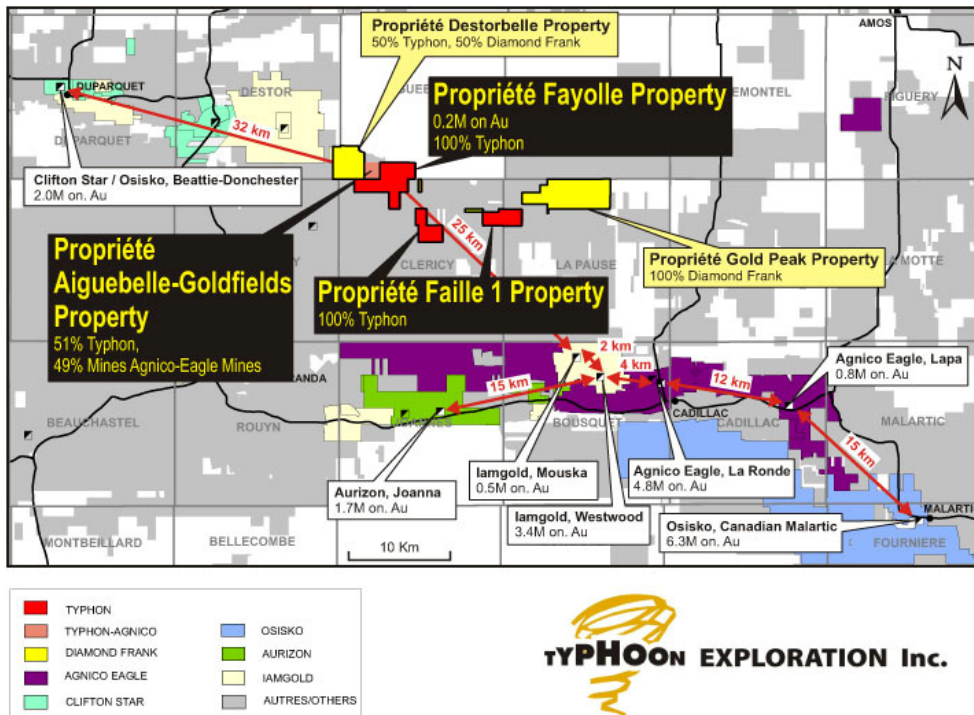 AMOS
Propriété Destorbelle Property
50% Typhon, 50% Diamond Frank
DUPARQUET
DESTOR
FIGUERY
N
Propriété Fayolle Property
0.2M on Au
100% Typhon
32 km
DUPARQUET
Clifton Star / Osisko, Beattie-Donchester
2.0M on. Au
25 km
Propriété
Aiguebelle-Goldfields
Property
51% Typhon,
49% Mines Agnico-Eagle Mines
CLERICY
LA PAUSE
Propriété Gold Peak Property
100% Diamond Frank
Propriété Faille 1 Property
100% Typhon
2 km
4 km
15 km
12 km
Agnico Eagle, Lapa
0.8M on. Au
CADILLAC
BEAUCHASTEL
ROUYN
BOUSQUET
CADILLAC
MALARTIC
15 km
Aurizon, Joanna
1.7M on. Au
Iamgold, Mouska
0.5M on. Au
Agnico Eagle, La Ronde
4.8M on. Au
Iamgold, Westwood
3.4M on. Au
Osisko, Canadian Malartic
6.3M on. Au
MALARTIC
MONTBEILLARD
BELLECOMBE
10 Km
FOURNIERE
TYPHON
TYPHON-AGNICO
DIAMOND FRANK
AGNICO EAGLE
CLIFTON STAR
OSISKO
AURIZON
IAMGOLD
AUTRES/OTHERS
TYPHOON EXPLORATION Inc.